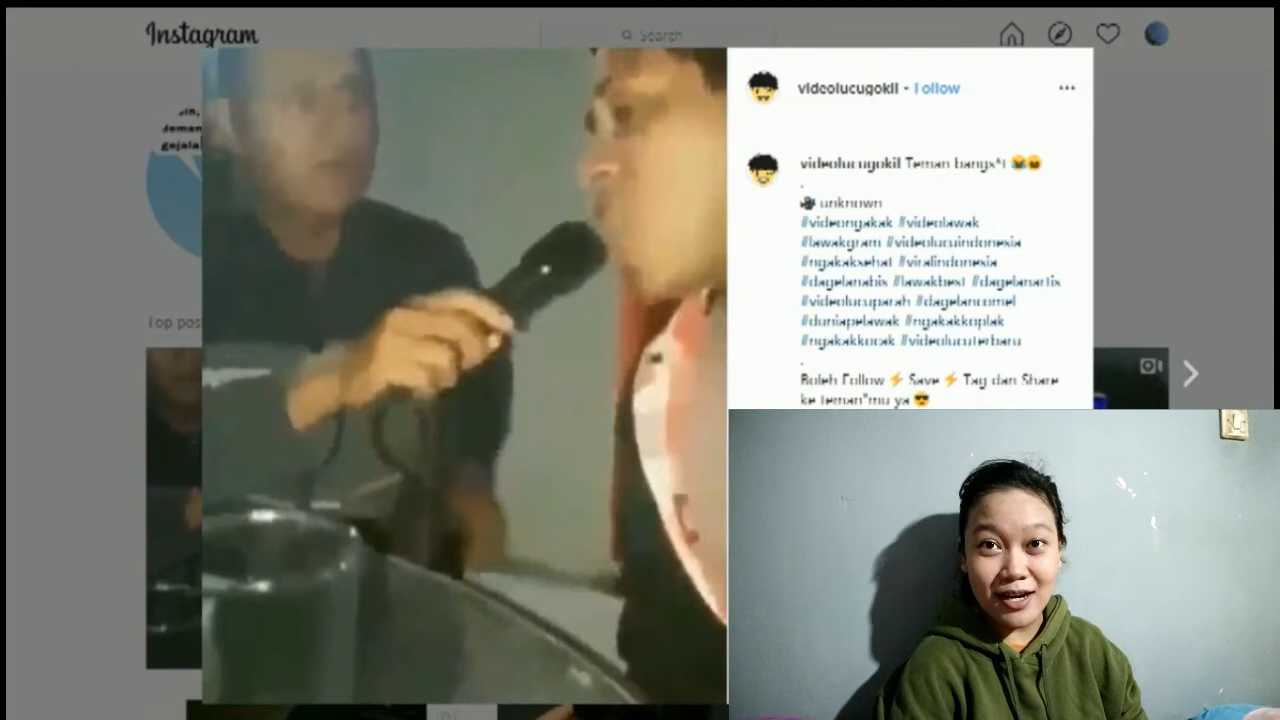 Instagram
Search
videolucugokil • Follow
videolucugokil Teman bangs*t 😭😆
.
🎥 unknown
#videongakak #videolawak
#lawakgram #videolucuindonesia
#ngakaksehat #viralindonesia
#dagelanabis #lawakbest #dagelanartis
#videolucuparah #dagelancomel
#duniapelawak #ngakakkoplak
#ngakakkocak #videolucuterbaru
.
Boleh Follow ⚡ Save ⚡ Tag dan Share
ke teman"mu ya 😎
Top pos